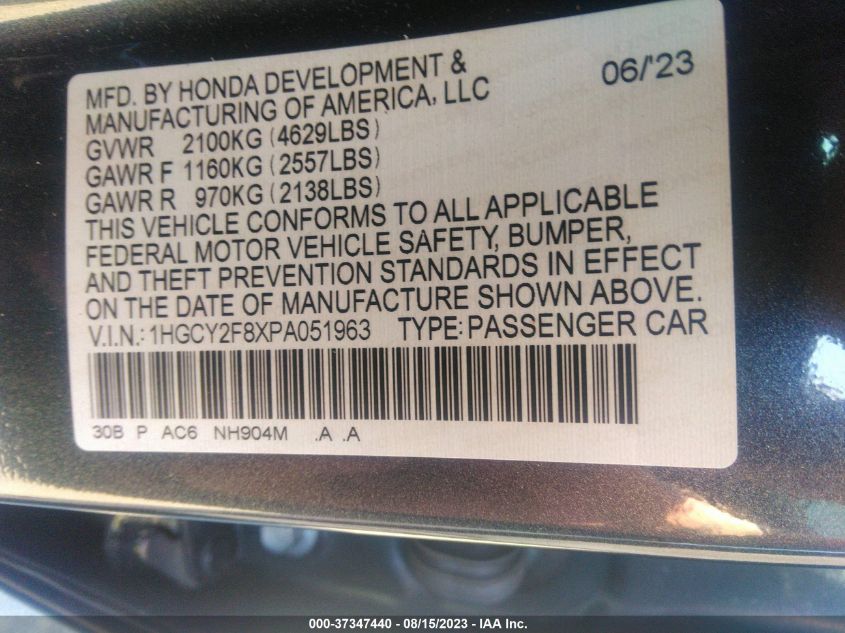 MFD. BY HONDA DEVELOPMENT & 06/'23
MANUFACTURING OF AMERICA, LLC
GVWR 2100KG (4629LBS)
GAWR F 1160KG (2557LBS)
GAWR R 970KG (2138LBS)
THIS VEHICLE CONFORMS TO ALL APPLICABLE
FEDERAL MOTOR VEHICLE SAFETY, BUMPER,
AND THEFT PREVENTION STANDARDS IN EFFECT
ON THE DATE OF MANUFACTURE SHOWN ABOVE.
V.I.N.: 1HGCY2F8XPA051963 TYPE: PASSENGER CAR
30B P AC6 NH904M .A .A
000-37347440 - 08/15/2023 - IAA Inc.